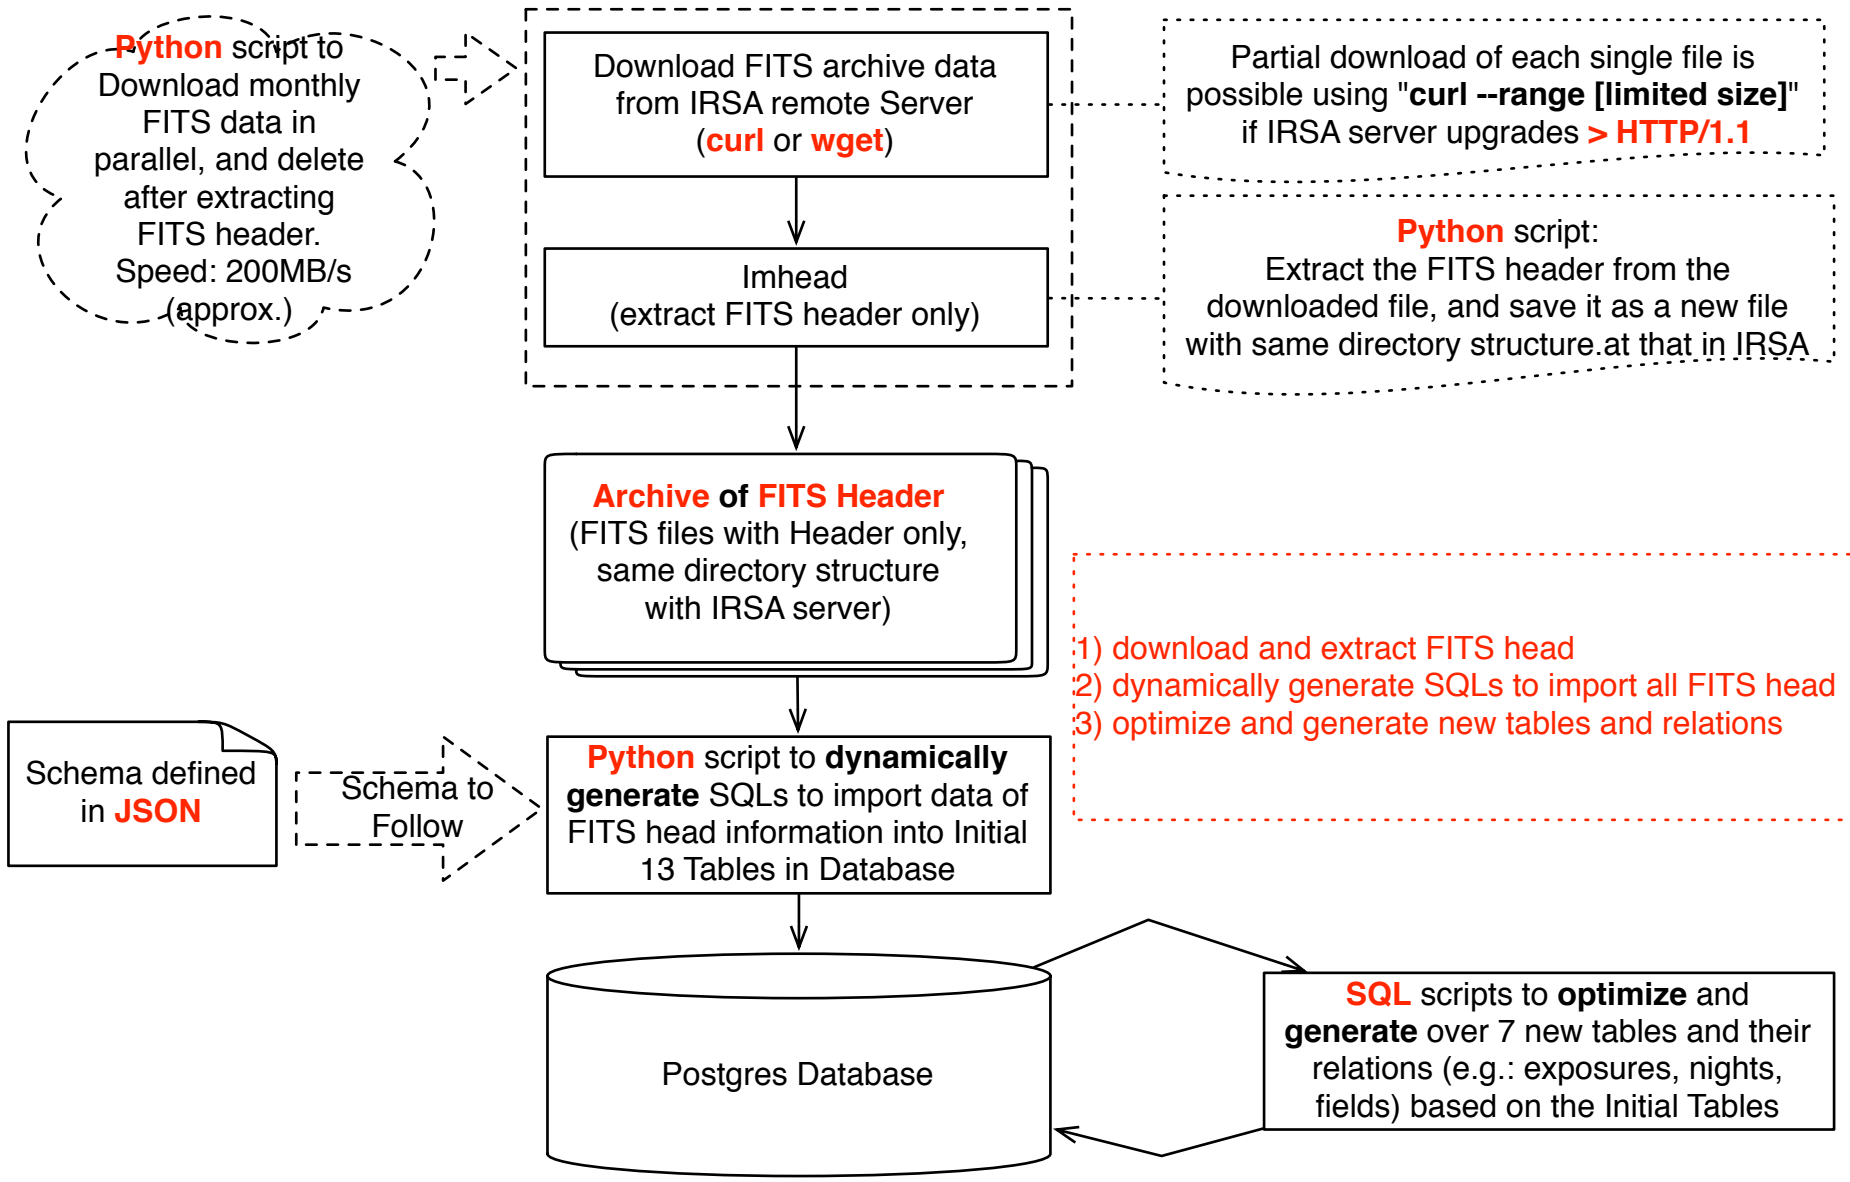 Python script to
Download monthly
FITS data in
parallel, and delete
after extracting
FITS header.
Speed: 200MB/s
(approx.)
Download FITS archive data
from IRSA remote Server
(curl or wget)
Partial download of each single file is
possible using "curl --range [limited size]"
if IRSA server upgrades > HTTP/1.1
Imhead
(extract FITS header only)
Python script:
Extract the FITS header from the
downloaded file, and save it as a new file
with same directory structure.at that in IRSA
Archive of FITS Header
(FITS files with Header only,
same directory structure
with IRSA server)
1) download and extract FITS head
2) dynamically generate SQLs to import all FITS head
3) optimize and generate new tables and relations
Schema defined
in JSON
Schema to
Follow
Python script to dynamically
generate SQLs to import data of
FITS head information into Initial
13 Tables in Database
Postgres Database
SQL scripts to optimize and
generate over 7 new tables and their
relations (e.g.: exposures, nights,
fields) based on the Initial Tables